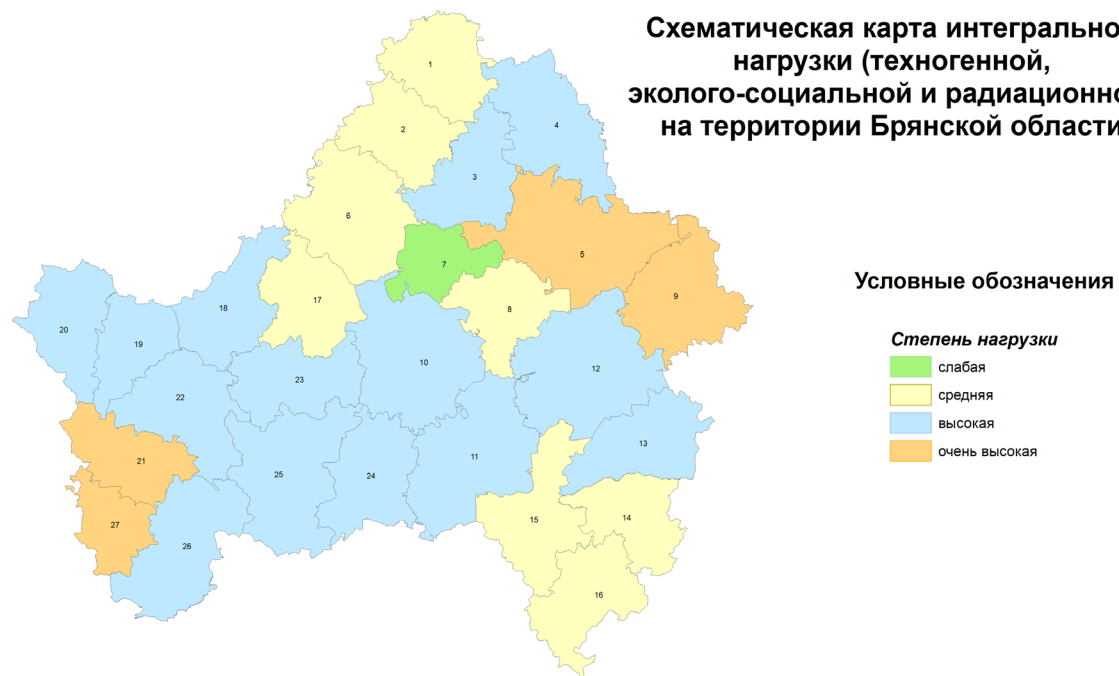 Схематическая карта интегрально
нагрузки (техногенной,
эколого-социальной и радиационно
на территории Брянской области
1
2
4
3
6
5
7
9
8
17
18
20
19
10
12
23
22
13
11
21
25
24
15
14
27
26
16
Условные обозначения
Степень нагрузки
слабая
средняя
высокая
очень высокая